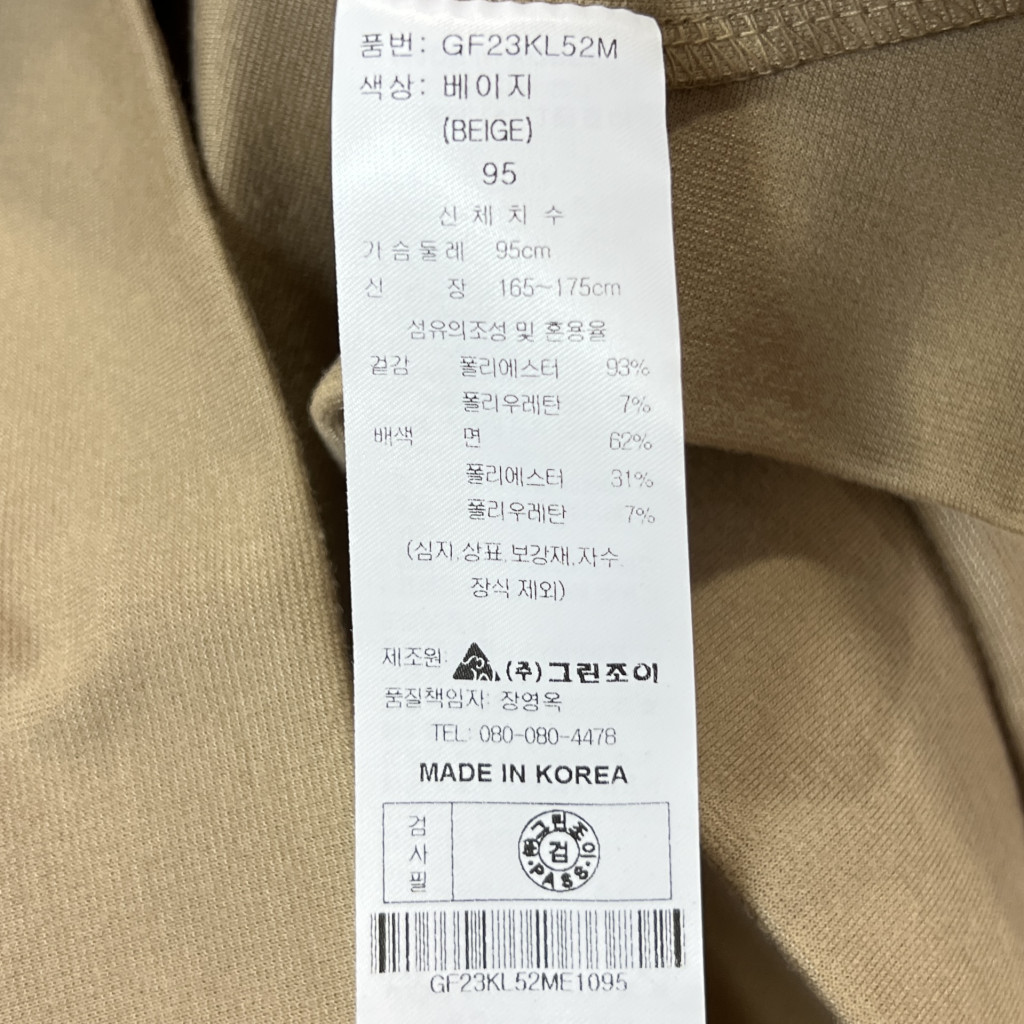 품번: GF23KL52M
색상: 베이지
(BEIGE)
95
신 체 치 수
가 슴 둘 레 95cm
신 장 165~175cm
섬유의조성 및 혼용율
겉감 폴리에스터 93%
폴리우레탄 7%
배색 면 62%
폴리에스터 31%
폴리우레탄 7%
(심지,상표,보강재,자수,
장식 제외)
제조원: (주)그린조이
품질책임자: 장영옥
TEL: 080-080-4478
MADE IN KOREA
검
사
필
㈜그린조이
검
·PASS·
GF23KL52ME1095